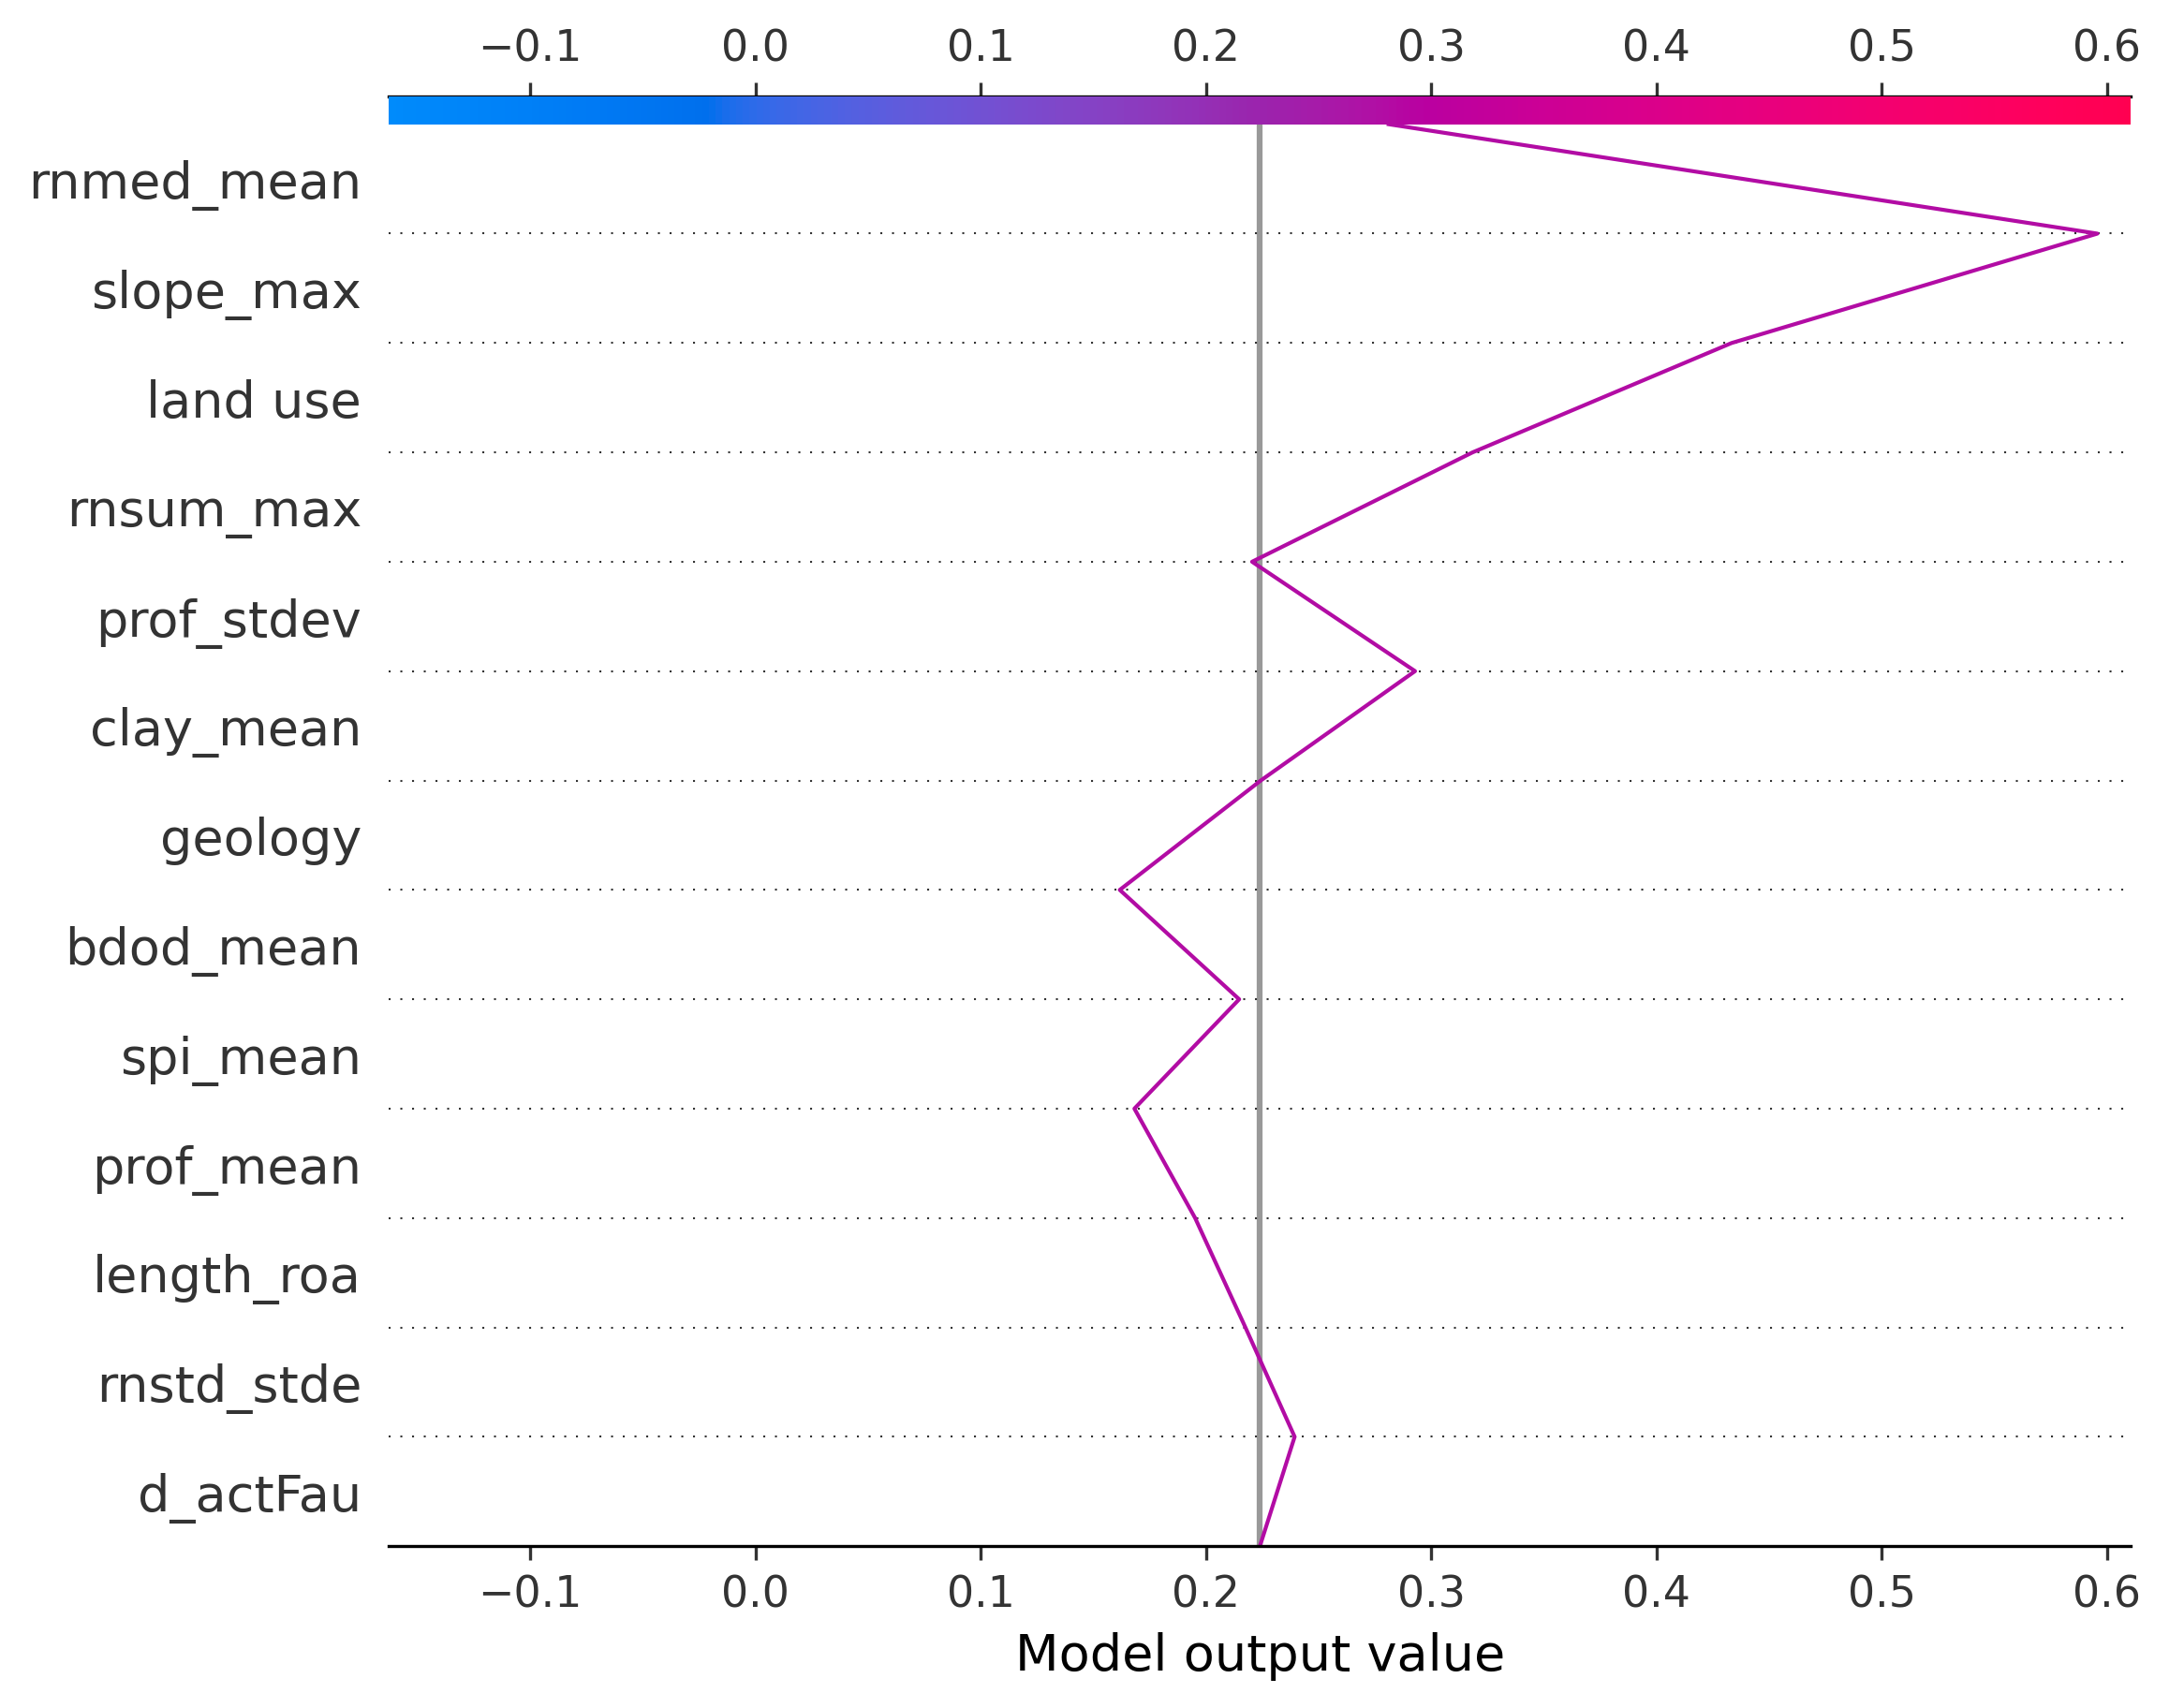 −0.1 0.0 0.1 0.2 0.3 0.4 0.5 0.6
rnmed_mean
slope_max
land use
rnsum_max
prof_stdev
clay_mean
geology
bdod_mean
spi_mean
prof_mean
length_roa
rnstd_stde
d_actFau
−0.1 0.0 0.1 0.2 0.3 0.4 0.5 0.6
Model output value